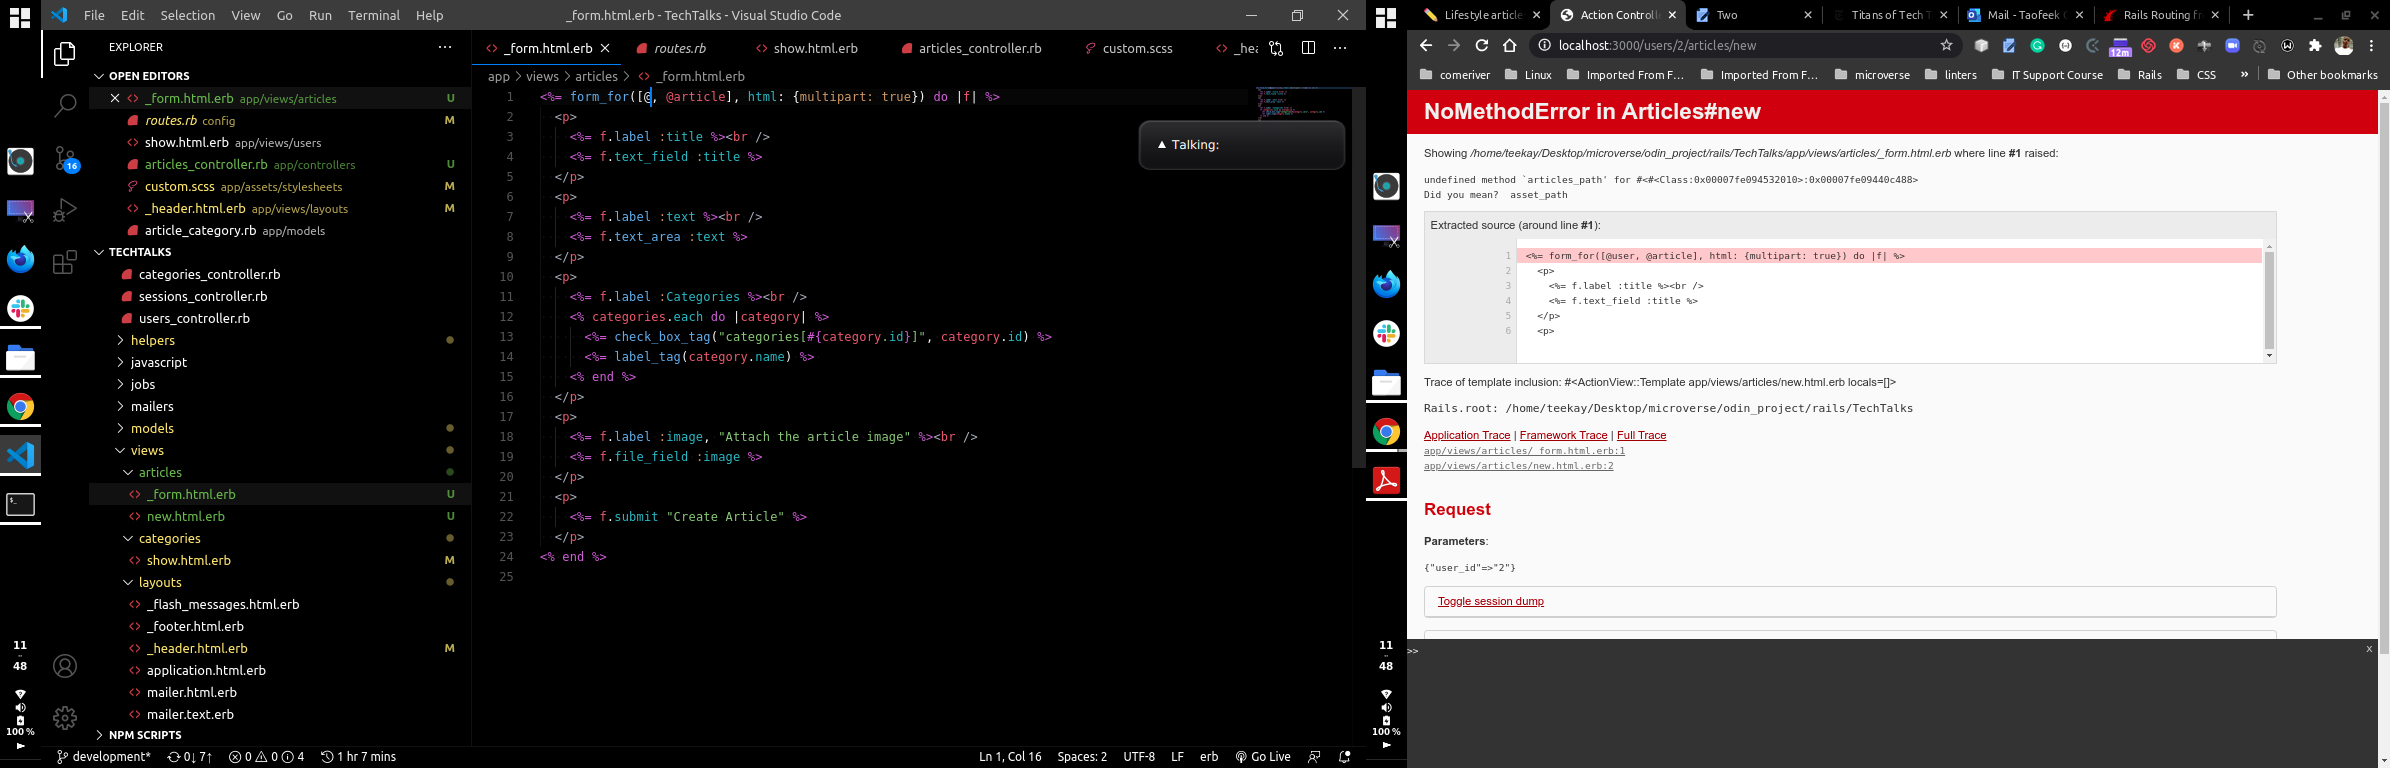 File Edit Selection View Go Run Terminal Help
_form.html.erb - TechTalks - Visual Studio Code
EXPLORER
OPEN EDITORS
_form.html.erb app/views/articles U
routes.rb config M
show.html.erb app/views/users
articles_controller.rb app/controllers U
custom.scss app/assets/stylesheets M
_header.html.erb app/views/layouts M
article_category.rb app/models
TECHTALKS
categories_controller.rb
sessions_controller.rb
users_controller.rb
helpers
javascript
jobs
mailers
models
views
articles
_form.html.erb U
new.html.erb U
categories
show.html.erb M
layouts
_flash_messages.html.erb
_footer.html.erb
_header.html.erb M
application.html.erb
mailer.html.erb
mailer.text.erb
NPM SCRIPTS
16
11
48
100 %
_form.html.erb routes.rb show.html.erb articles_controller.rb custom.scss _hea
app > views > articles > _form.html.erb
1 <%= form_for([@, @article], html: {multipart: true}) do |f| %>
2 <p>
3 <%= f.label :title %><br />
4 <%= f.text_field :title %>
5 </p>
6 <p>
7 <%= f.label :text %><br />
8 <%= f.text_area :text %>
9 </p>
10 <p>
11 <%= f.label :Categories %><br />
12 <% categories.each do |category| %>
13 <%= check_box_tag("categories[#{category.id}]", category.id) %>
14 <%= label_tag(category.name) %>
15 <% end %>
16 </p>
17 <p>
18 <%= f.label :image, "Attach the article image" %><br />
19 <%= f.file_field :image %>
20 </p>
21 <p>
22 <%= f.submit "Create Article" %>
23 </p>
24 <% end %>
25
▲ Talking:
development* 0↓ 7↑ 0 0 4 1 hr 7 mins
Ln 1, Col 16 Spaces: 2 UTF-8 LF erb Go Live
11
48
100 %
Lifestyle article Action Controlle Two Titans of Tech T Mail - Taofeek O Rails Routing fr
localhost:3000/users/2/articles/new
12m
comeriver Linux Imported From F... Imported From F... microverse linters IT Support Course Rails CSS » Other bookmarks
NoMethodError in Articles#new
Showing /home/teekay/Desktop/microverse/odin_project/rails/TechTalks/app/views/articles/_form.html.erb where line #1 raised:
undefined method `articles_path' for #<#<Class:0x00007fe094532010>:0x00007fe09440c488>
Did you mean? asset_path
Extracted source (around line #1):
1 <%= form_for([@user, @article], html: {multipart: true}) do |f| %>
2 <p>
3 <%= f.label :title %><br />
4 <%= f.text_field :title %>
5 </p>
6 <p>
Trace of template inclusion: #<ActionView::Template app/views/articles/new.html.erb locals=[]>
Rails.root: /home/teekay/Desktop/microverse/odin_project/rails/TechTalks
Application Trace | Framework Trace | Full Trace
app/views/articles/_form.html.erb:1
app/views/articles/new.html.erb:2
Request
Parameters:
{"user_id"=>"2"}
Toggle session dump
>>
x